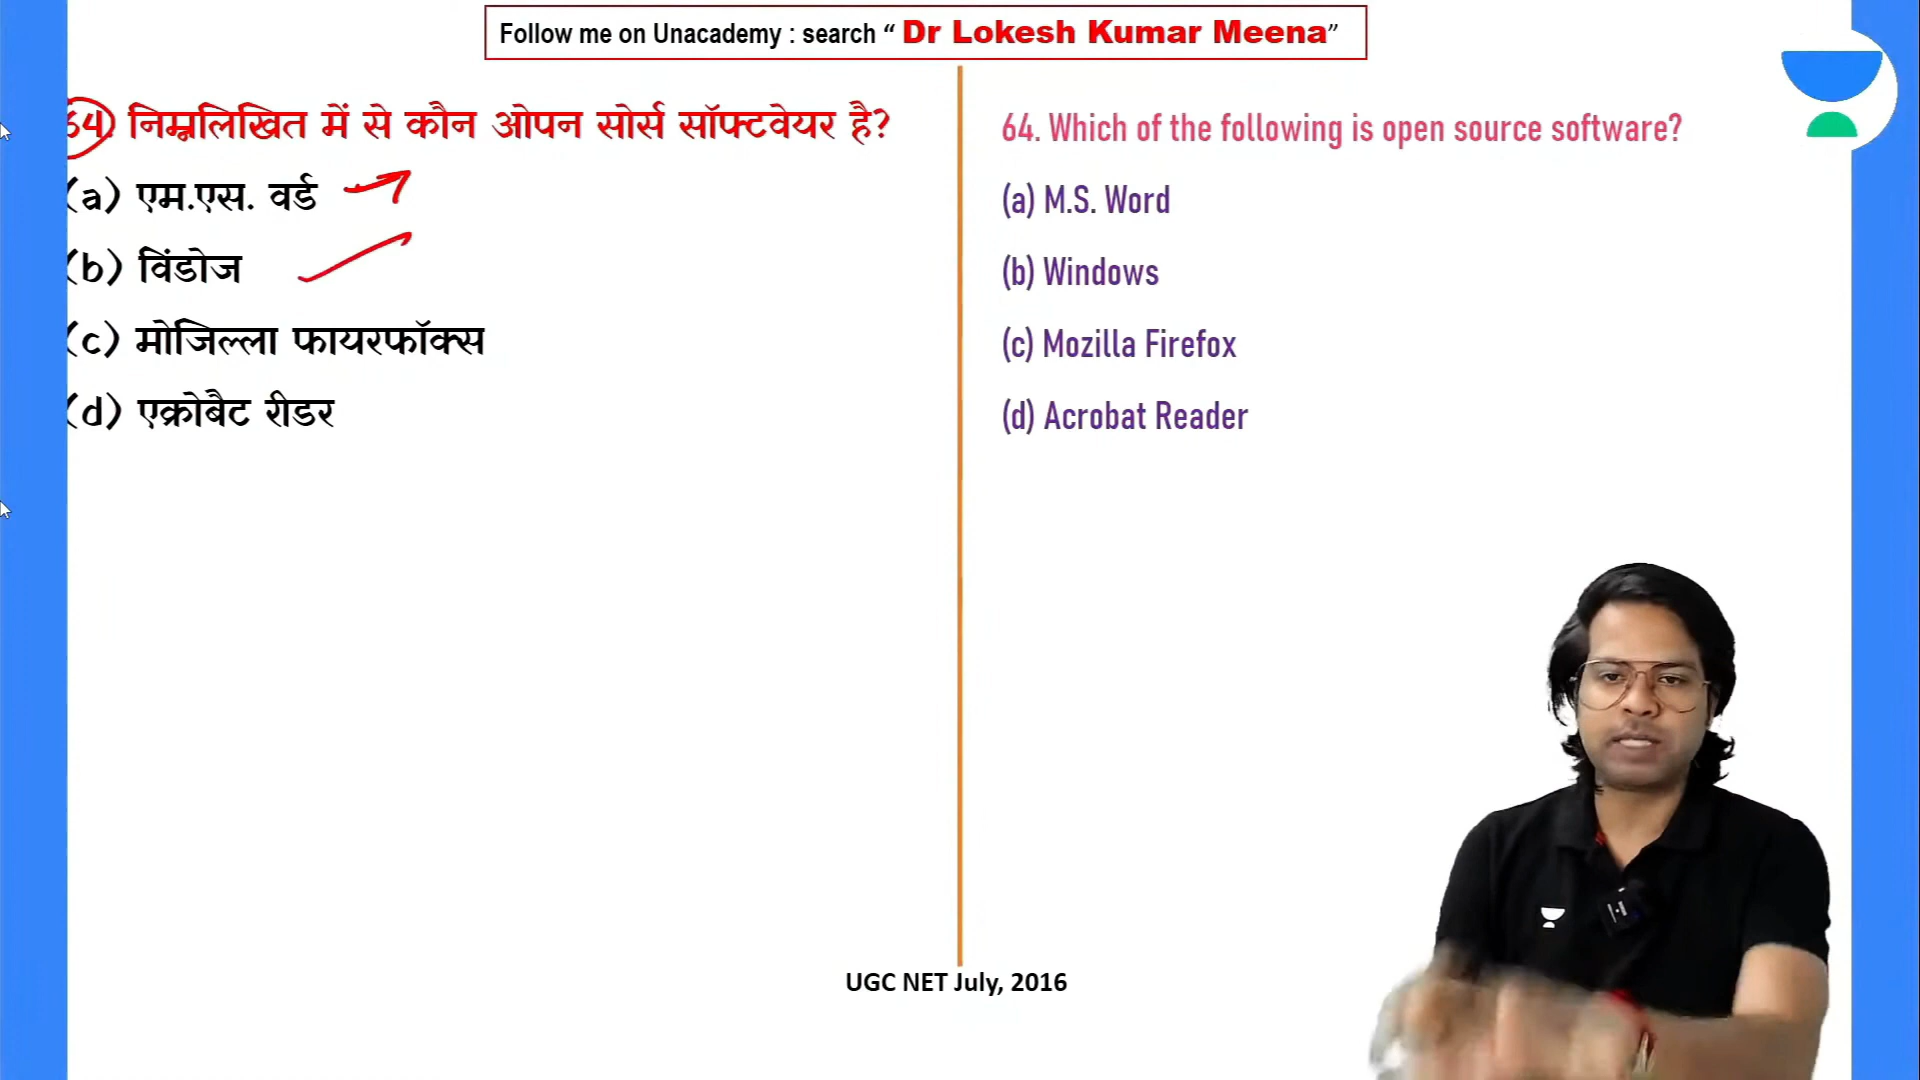 Follow me on Unacademy : search “ Dr Lokesh Kumar Meena”
64. निम्नलिखित में से कौन ओपन सोर्स सॉफ्टवेयर है?
(a) एम.एस. वर्ड
(b) विंडोज
(c) मोजिल्ला फायरफॉक्स
(d) एक्रोबैट रीडर
64. Which of the following is open source software?
(a) M.S. Word
(b) Windows
(c) Mozilla Firefox
(d) Acrobat Reader
UGC NET July, 2016